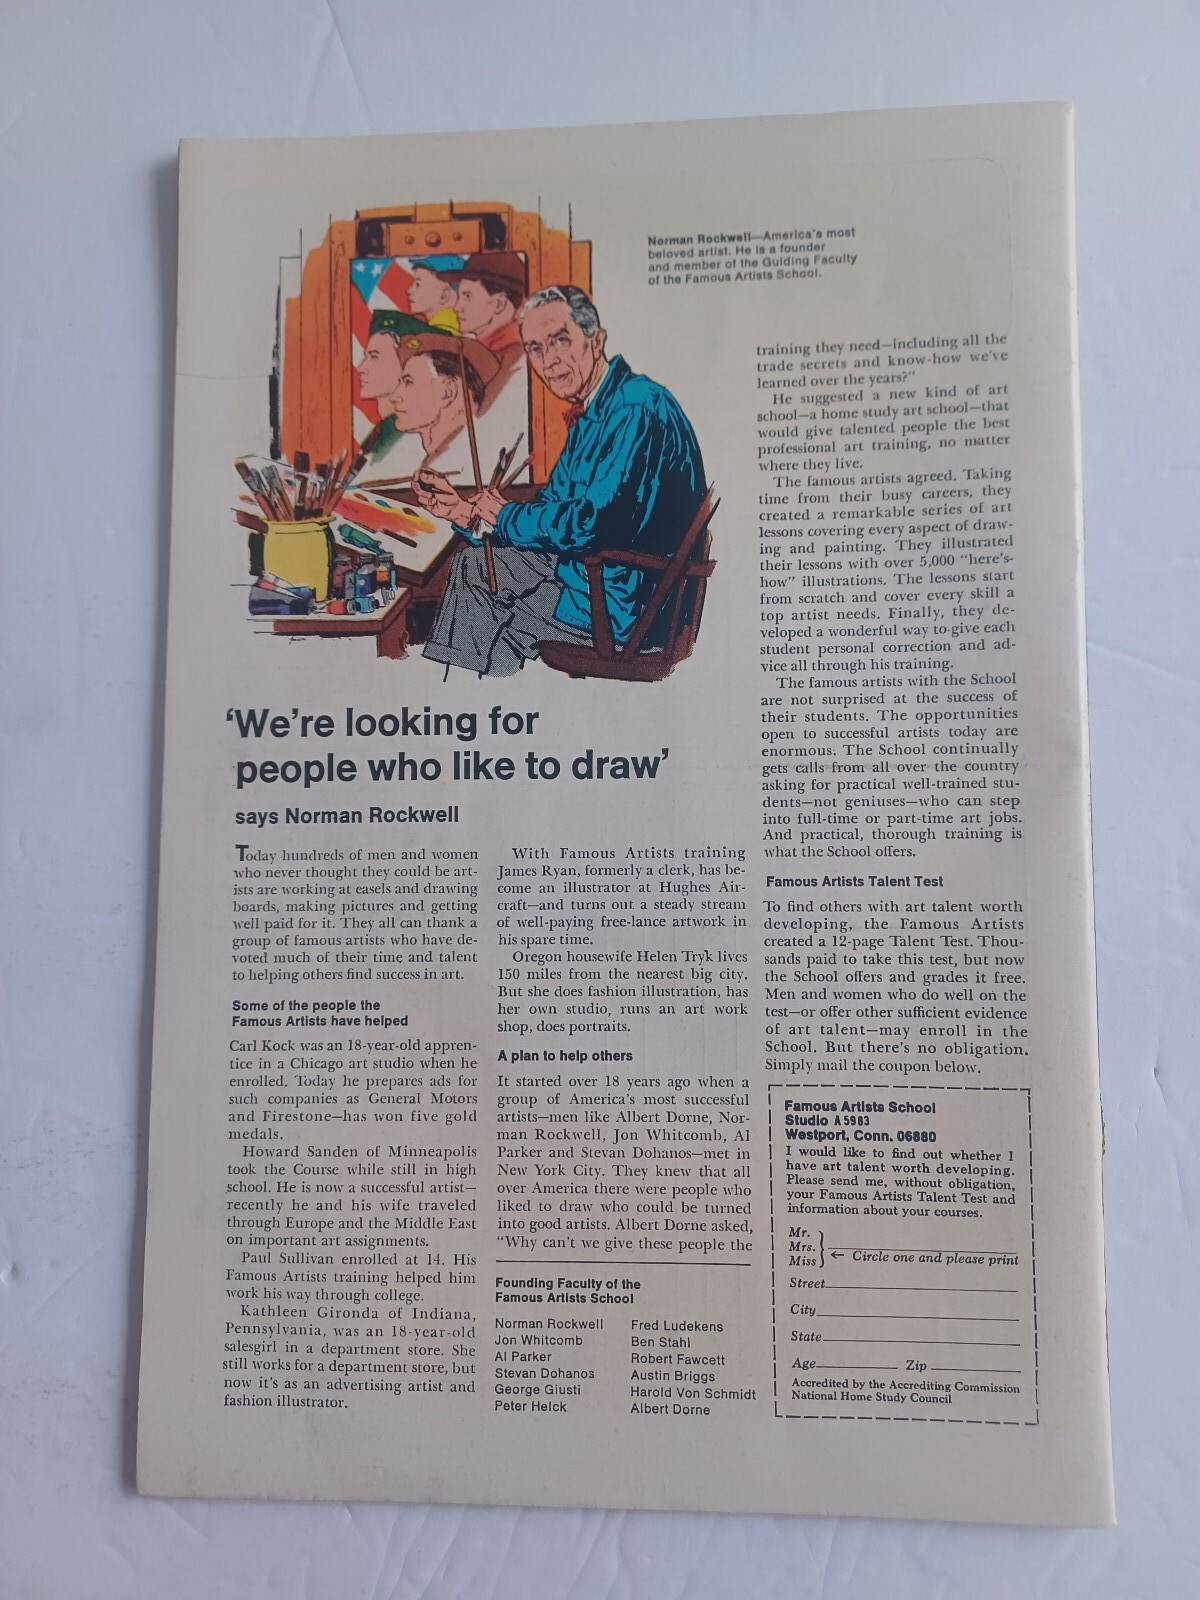 Norman Rockwell—America's most
beloved artist. He is a founder
and member of the Guiding Faculty
of the Famous Artists School.
'We're looking for
people who like to draw'
says Norman Rockwell
Today hundreds of men and women
who never thought they could be art-
ists are working at easels and drawing
boards, making pictures and getting
well paid for it. They all can thank a
group of famous artists who have de-
voted much of their time and talent
to helping others find success in art.
Some of the people the
Famous Artists have helped
Carl Kock was an 18-year-old appren-
tice in a Chicago art studio when he
enrolled. Today he prepares ads for
such companies as General Motors
and Firestone—has won five gold
medals.
Howard Sanden of Minneapolis
took the Course while still in high
school. He is now a successful artist—
recently he and his wife traveled
through Europe and the Middle East
on important art assignments.
Paul Sullivan enrolled at 14. His
Famous Artists training helped him
work his way through college.
Kathleen Gironda of Indiana,
Pennsylvania, was an 18-year-old
salesgirl in a department store. She
still works for a department store, but
now it's as an advertising artist and
fashion illustrator.
With Famous Artists training
James Ryan, formerly a clerk, has be-
come an illustrator at Hughes Air-
craft—and turns out a steady stream
of well-paying free-lance artwork in
his spare time.
Oregon housewife Helen Tryk lives
150 miles from the nearest big city.
But she does fashion illustration, has
her own studio, runs an art work
shop, does portraits.
A plan to help others
It started over 18 years ago when a
group of America's most successful
artists—men like Albert Dorne, Nor-
man Rockwell, Jon Whitcomb, Al
Parker and Stevan Dohanos—met in
New York City. They knew that all
over America there were people who
liked to draw who could be turned
into good artists. Albert Dorne asked,
"Why can't we give these people the
Founding Faculty of the
Famous Artists School
Norman Rockwell
Jon Whitcomb
Al Parker
Stevan Dohanos
George Giusti
Peter Helck
Fred Ludekens
Ben Stahl
Robert Fawcett
Austin Briggs
Harold Von Schmidt
Albert Dorne
training they need—including all the
trade secrets and know-how we've
learned over the years?"
He suggested a new kind of art
school—a home study art school—that
would give talented people the best
professional art training, no matter
where they live.
The famous artists agreed. Taking
time from their busy careers, they
created a remarkable series of art
lessons covering every aspect of draw-
ing and painting. They illustrated
their lessons with over 5,000 "here's-
how" illustrations. The lessons start
from scratch and cover every skill a
top artist needs. Finally, they de-
veloped a wonderful way to give each
student personal correction and ad-
vice all through his training.
The famous artists with the School
are not surprised at the success of
their students. The opportunities
open to successful artists today are
enormous. The School continually
gets calls from all over the country
asking for practical well-trained stu-
dents—not geniuses—who can step
into full-time or part-time art jobs.
And practical, thorough training is
what the School offers.
Famous Artists Talent Test
To find others with art talent worth
developing, the Famous Artists
created a 12-page Talent Test. Thou-
sands paid to take this test, but now
the School offers and grades it free.
Men and women who do well on the
test—or offer other sufficient evidence
of art talent—may enroll in the
School. But there's no obligation.
Simply mail the coupon below.
Famous Artists School
Studio A5983
Westport, Conn. 06880
I would like to find out whether I
have art talent worth developing.
Please send me, without obligation,
your Famous Artists Talent Test and
information about your courses.
Mr.
Mrs.
Miss
← Circle one and please print
Street
City
State
Age Zip
Accredited by the Accrediting Commission
National Home Study Council